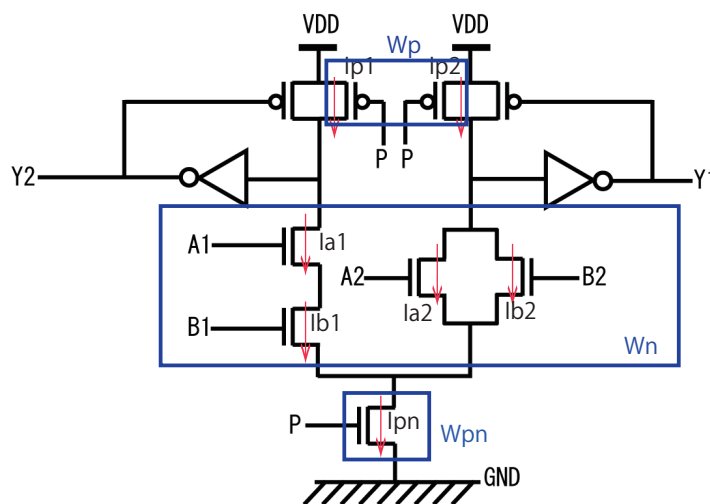 VDD VDD
Wp
Ip1 Ip2
P P
Y2 Y1
A1 Ia1
A2 Ia2 Ib2 B2
B1 Ib1
Wn
P Ipn Wpn
GND